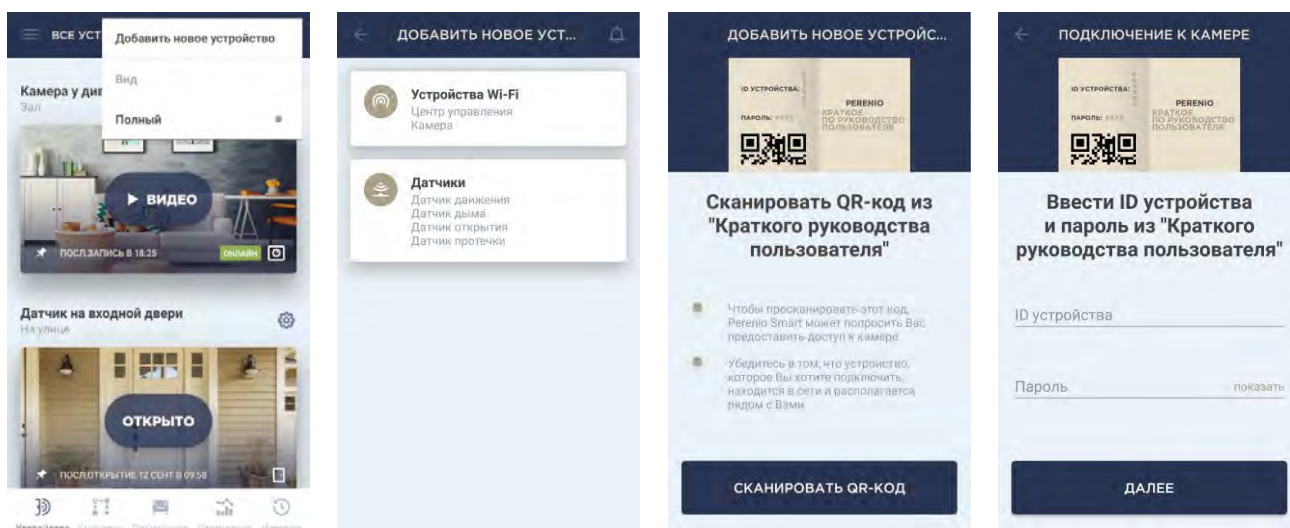 ВСЕ УСТ
Добавить новое устройство
Вид
Полный
Камера у див
Зал
ВИДЕО
ПОСЛ.ЗАПИСЬ В 18:25
ОНЛАЙН
Датчик на входной двери
На улице
ОТКРЫТО
ПОСЛ.ОТКРЫТИЕ 12 СЕНТ В 09:58
ДОБАВИТЬ НОВОЕ УСТ...
Устройства Wi-Fi
Центр управления
Камера
Датчики
Датчик движения
Датчик дыма
Датчик открытия
Датчик протечки
ДОБАВИТЬ НОВОЕ УСТРОЙС...
ID УСТРОЙСТВА:
ПАРОЛЬ:
PERENIO
КРАТКОЕ
ПО РУКОВОДСТВО
ПОЛЬЗОВАТЕЛЯ
Сканировать QR-код из
"Краткого руководства
пользователя"
Чтобы просканировать этот код,
Perenio Smart может попросить Вас
предоставить доступ к камере
Убедитесь в том, что устройство,
которое Вы хотите подключить,
находится в сети и располагается
рядом с Вами
СКАНИРОВАТЬ QR-КОД
ПОДКЛЮЧЕНИЕ К КАМЕРЕ
ID УСТРОЙСТВА:
ПАРОЛЬ:
PERENIO
КРАТКОЕ
ПО РУКОВОДСТВО
ПОЛЬЗОВАТЕЛЯ
Ввести ID устройства
и пароль из "Краткого
руководства пользователя"
ID устройства
Пароль
показать
ДАЛЕЕ